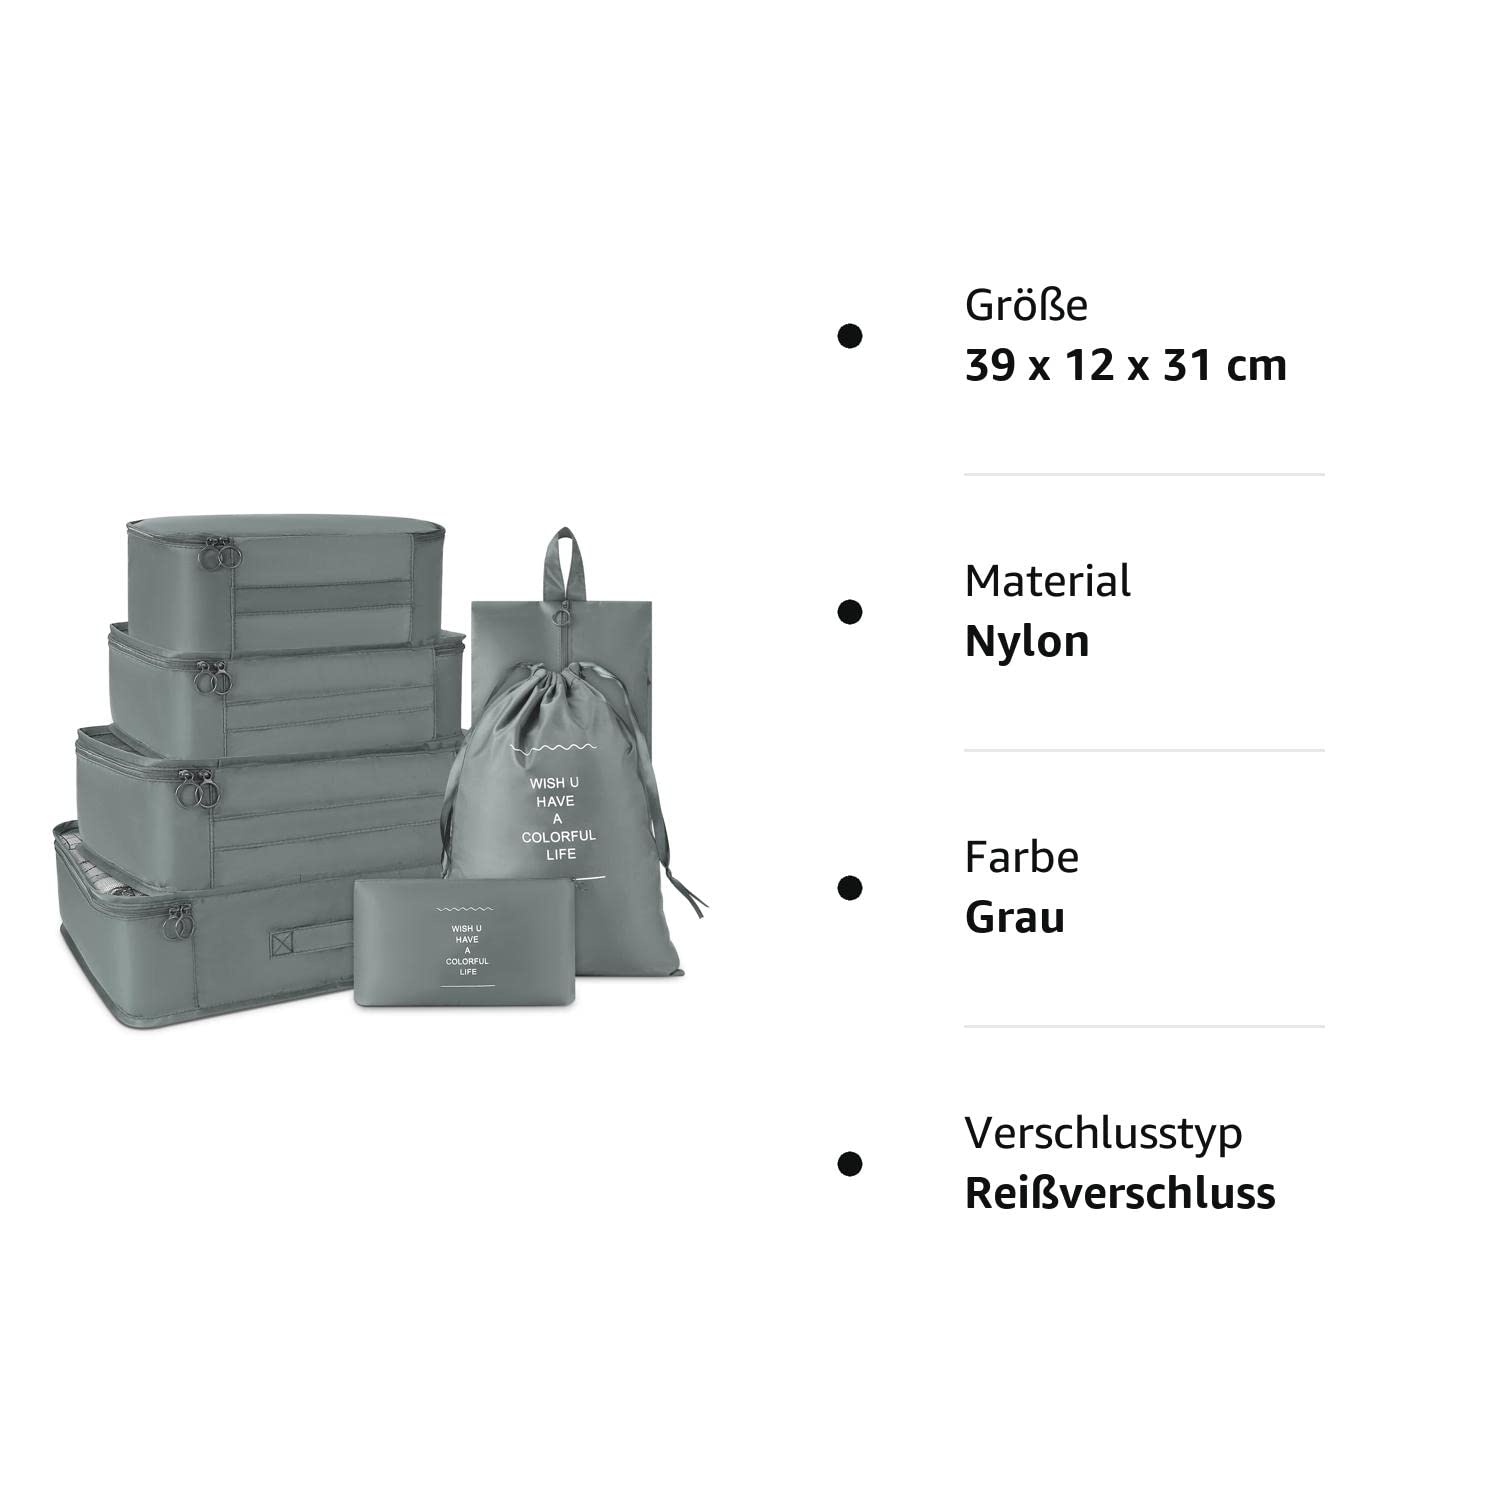 Größe
39 x 12 x 31 cm
Material
Nylon
Farbe
Grau
Verschlusstyp
Reißverschluss
WISH U
HAVE
A
COLORFUL
LIFE
WISH U
HAVE
A
COLORFUL
LIFE